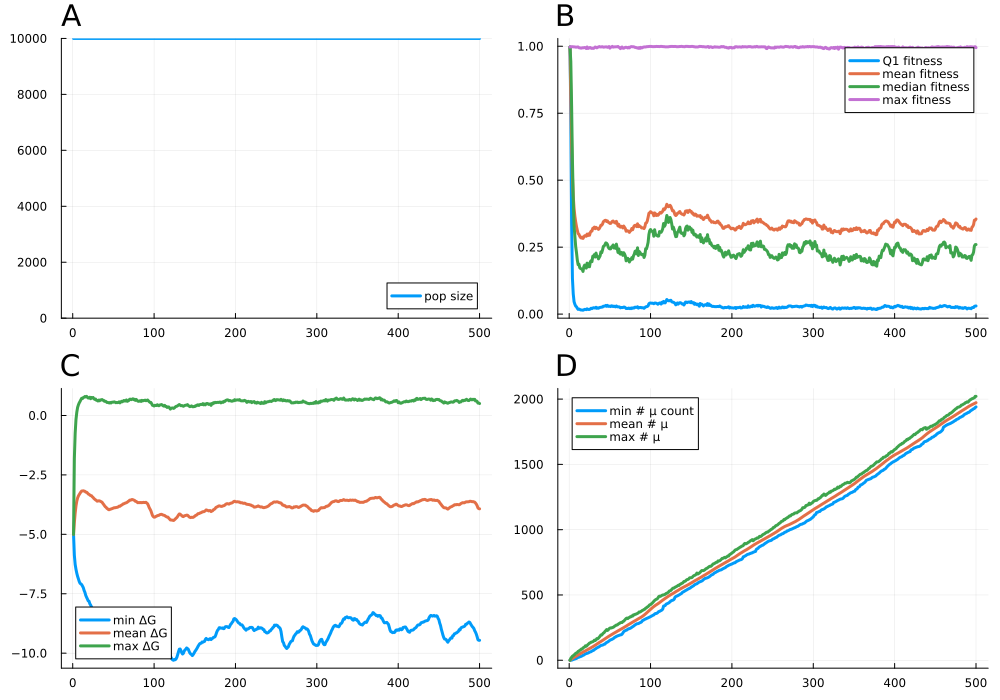 A
10000
8000
6000
4000
2000
0
pop size
0 100 200 300 400 500
B
1.00
0.75
0.50
0.25
0.00
Q1 fitness
mean fitness
median fitness
max fitness
0 100 200 300 400 500
C
0.0
−2.5
−5.0
−7.5
−10.0
min ΔG
mean ΔG
max ΔG
0 100 200 300 400 500
D
2000
1500
1000
500
0
min # μ count
mean # μ
max # μ
0 100 200 300 400 500